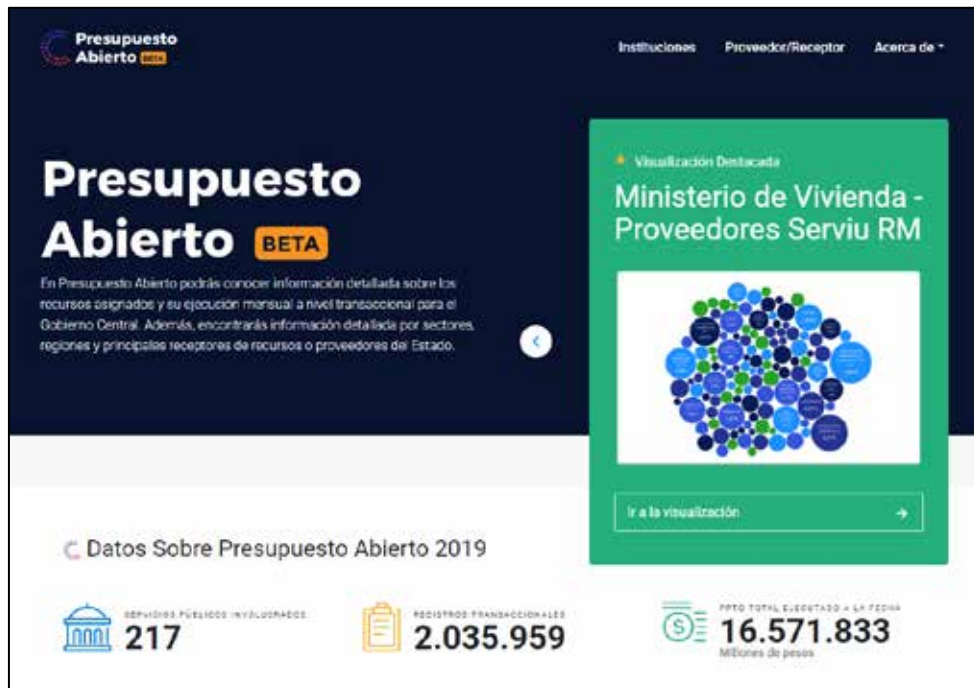 Presupuesto
Abierto BETA
Instituciones
Proveedor/Receptor
Acerca de
Presupuesto
Abierto BETA
En Presupuesto Abierto podrás conocer información detallada sobre los
recursos asignados y su ejecución mensual a nivel transaccional para el
Gobierno Central. Además, encontrarás información detallada por sectores,
regiones y principales receptores de recursos o proveedores del Estado.
Visualización Destacada
Ministerio de Vivienda -
Proveedores Serviu RM
Ir a la visualización
Datos Sobre Presupuesto Abierto 2019
SERVICIOS PÚBLICOS INVOLUCRADOS
217
REGISTROS TRANSACCIONALES
2.035.959
PPTO TOTAL EJECUTADO A LA FECHA
16.571.833
Millones de pesos